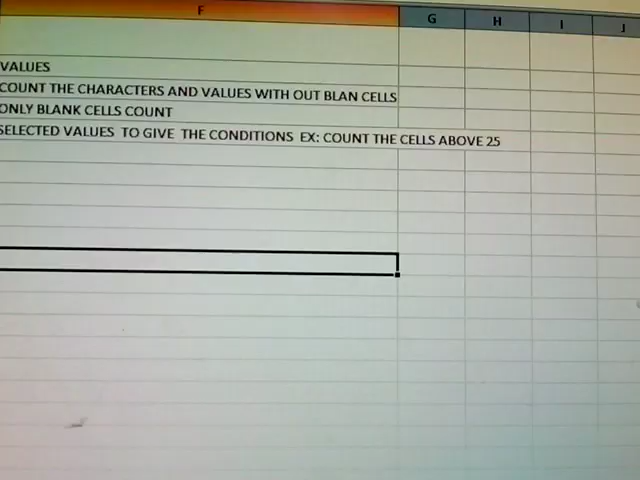 F G H I J
VALUES
COUNT THE CHARACTERS AND VALUES WITH OUT BLAN CELLS
ONLY BLANK CELLS COUNT
SELECTED VALUES TO GIVE THE CONDITIONS EX: COUNT THE CELLS ABOVE 25